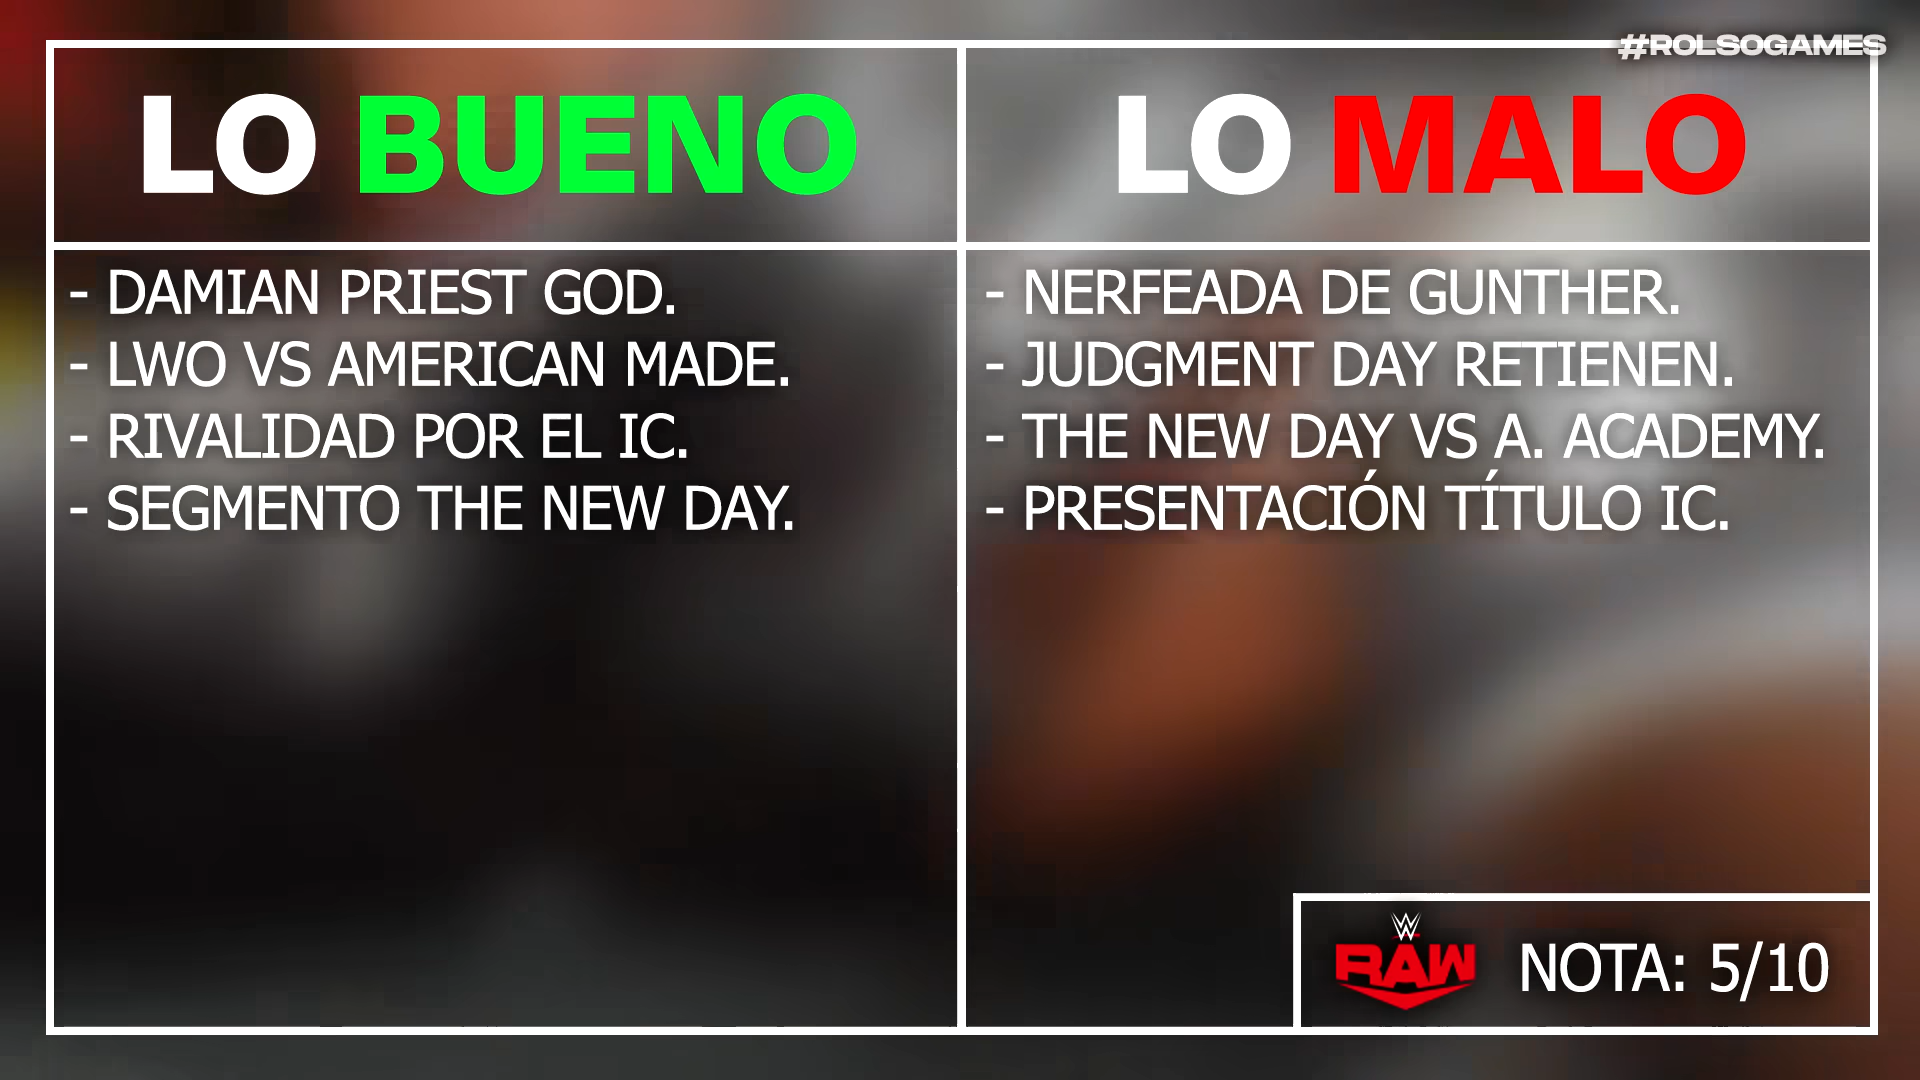 #ROLSOGAMES
LO BUENO
- DAMIAN PRIEST GOD.
- LWO VS AMERICAN MADE.
- RIVALIDAD POR EL IC.
- SEGMENTO THE NEW DAY.
LO MALO
- NERFEADA DE GUNTHER.
- JUDGMENT DAY RETIENEN.
- THE NEW DAY VS A. ACADEMY.
- PRESENTACIÓN TÍTULO IC.
W
RAW
NOTA: 5/10